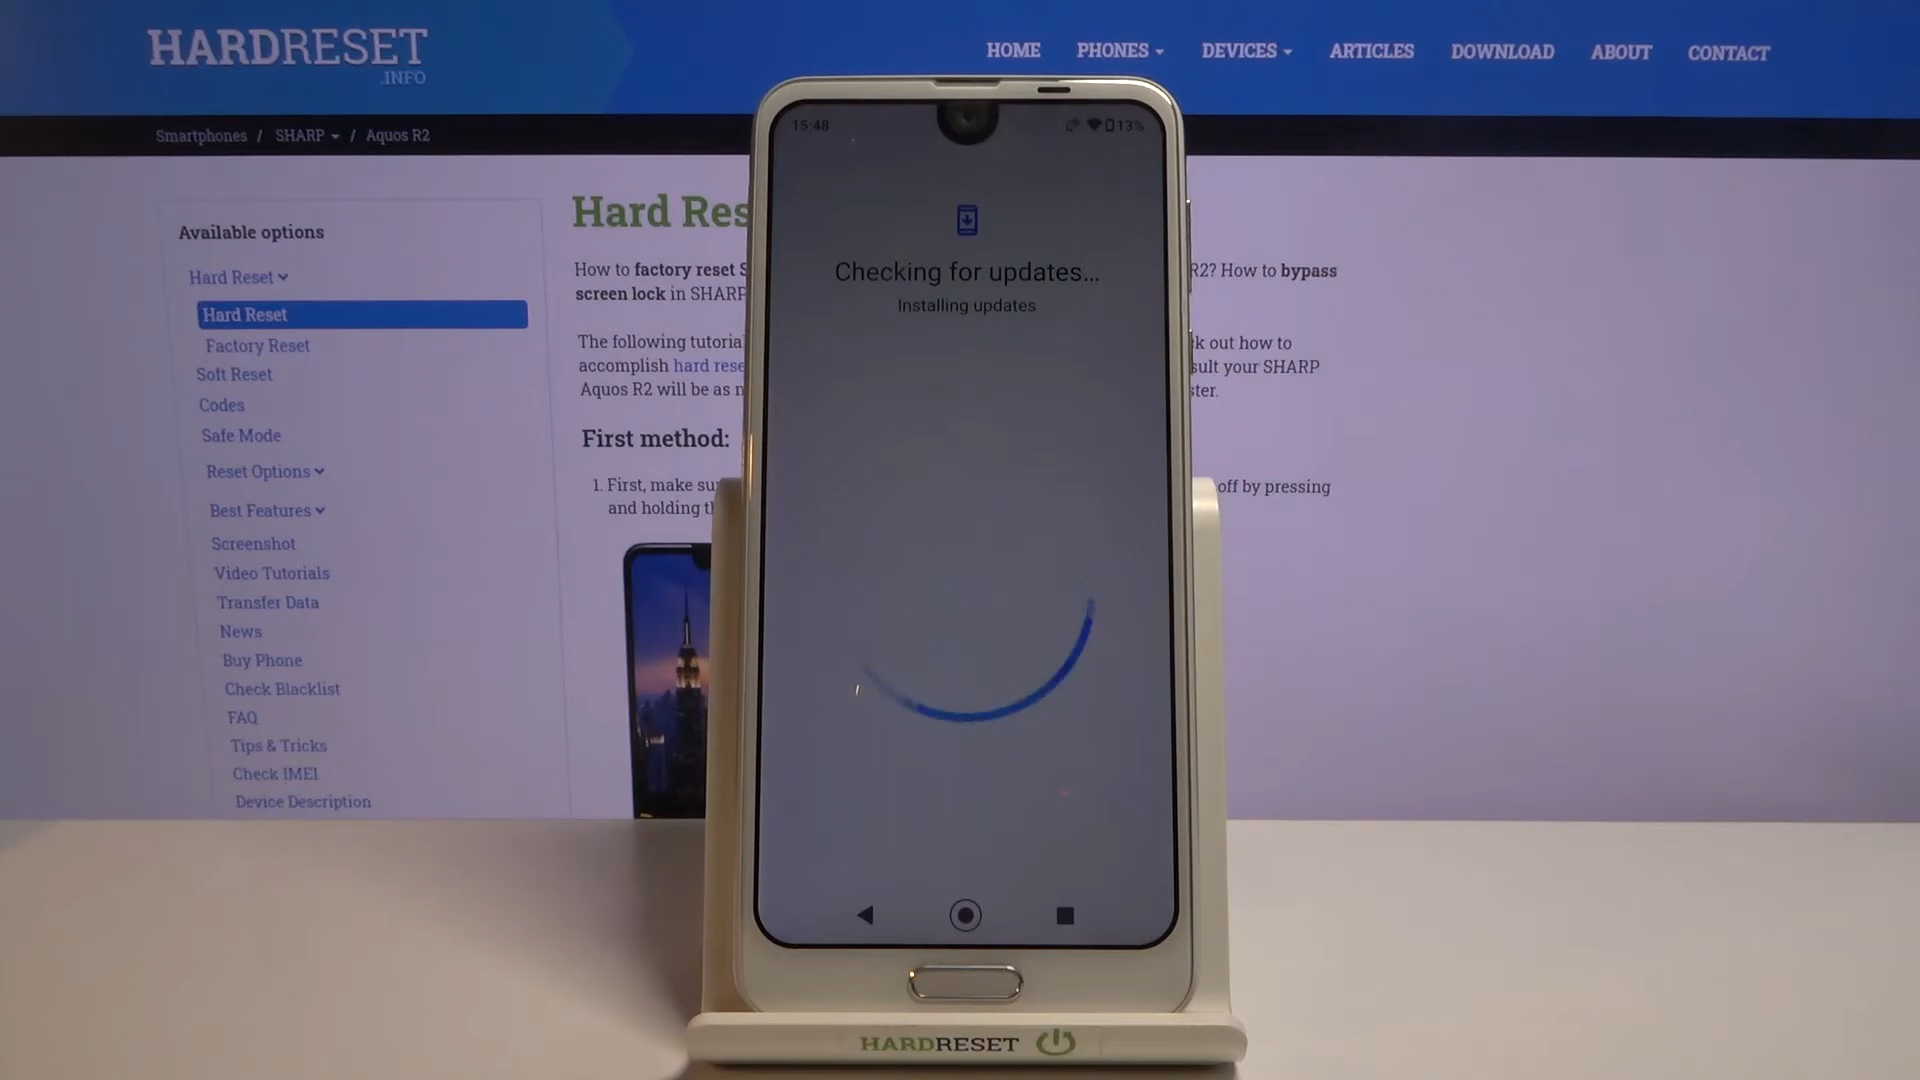 HARDRESET
.INFO
HOME PHONES DEVICES ARTICLES DOWNLOAD ABOUT CONTACT
Smartphones / SHARP / Aquos R2
Available options
Hard Reset
Hard Reset
Factory Reset
Soft Reset
Codes
Safe Mode
Reset Options
Best Features
Screenshot
Video Tutorials
Transfer Data
News
Buy Phone
Check Blacklist
FAQ
Tips & Tricks
Check IMEI
Device Description
Hard Res
How to factory reset S R2? How to bypass
screen lock in SHARP
The following tutoria k out how to
accomplish hard rese sult your SHARP
Aquos R2 will be as n ster.
First method:
1. First, make su off by pressing
and holding th
15:48 13%
Checking for updates...
Installing updates
HARDRESET